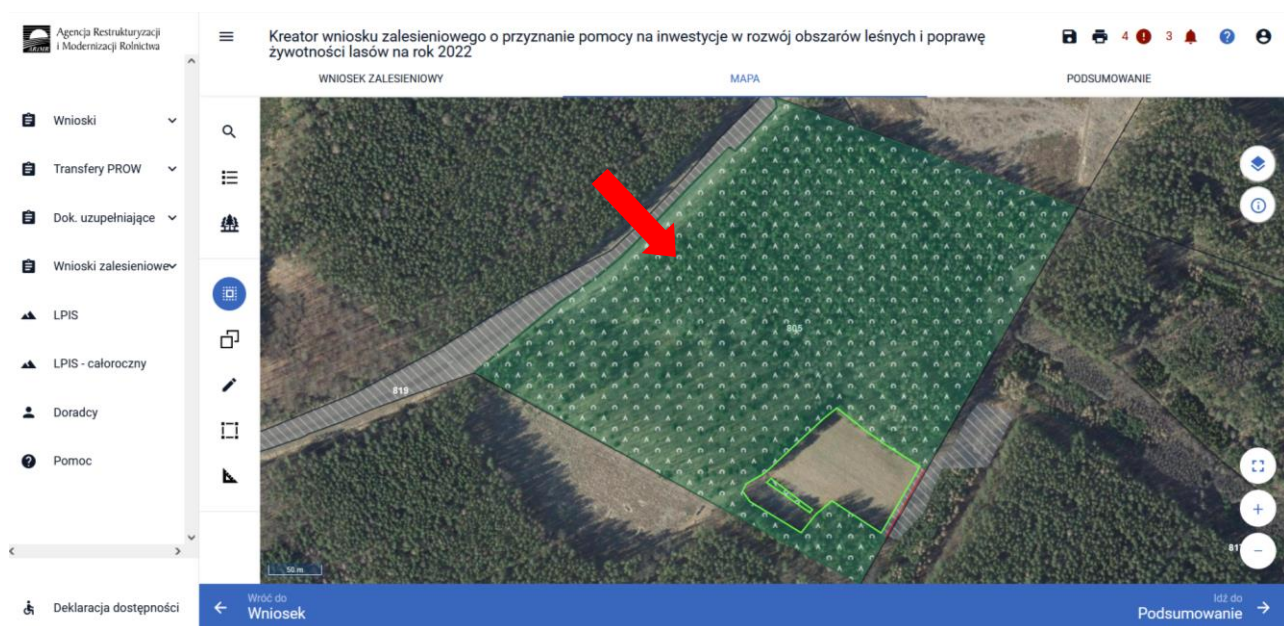 Agencja Restrukturyzacji
i Modernizacji Rolnictwa
ARiMR
Kreator wniosku zalesieniowego o przyznanie pomocy na inwestycje w rozwój obszarów leśnych i poprawę
żywotności lasów na rok 2022
4
3
WNIOSEK ZALESIENIOWY
MAPA
PODSUMOWANIE
Wnioski
Transfery PROW
Dok. uzupełniające
Wnioski zalesieniowe
LPIS
LPIS - całoroczny
Doradcy
Pomoc
Deklaracja dostępności
805
819
50 m
Wróć do
Wniosek
Idź do
Podsumowanie